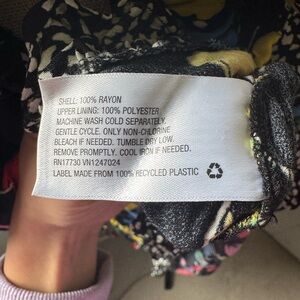 SHELL: 100% RAYON
UPPER LINING: 100% POLYESTER
MACHINE WASH COLD SEPARATELY.
GENTLE CYCLE. ONLY NON-CHLORINE
BLEACH IF NEEDED. TUMBLE DRY LOW.
REMOVE PROMPTLY. COOL IRON IF NEEDED.
RN17730 VN1247024
LABEL MADE FROM 100% RECYCLED PLASTIC